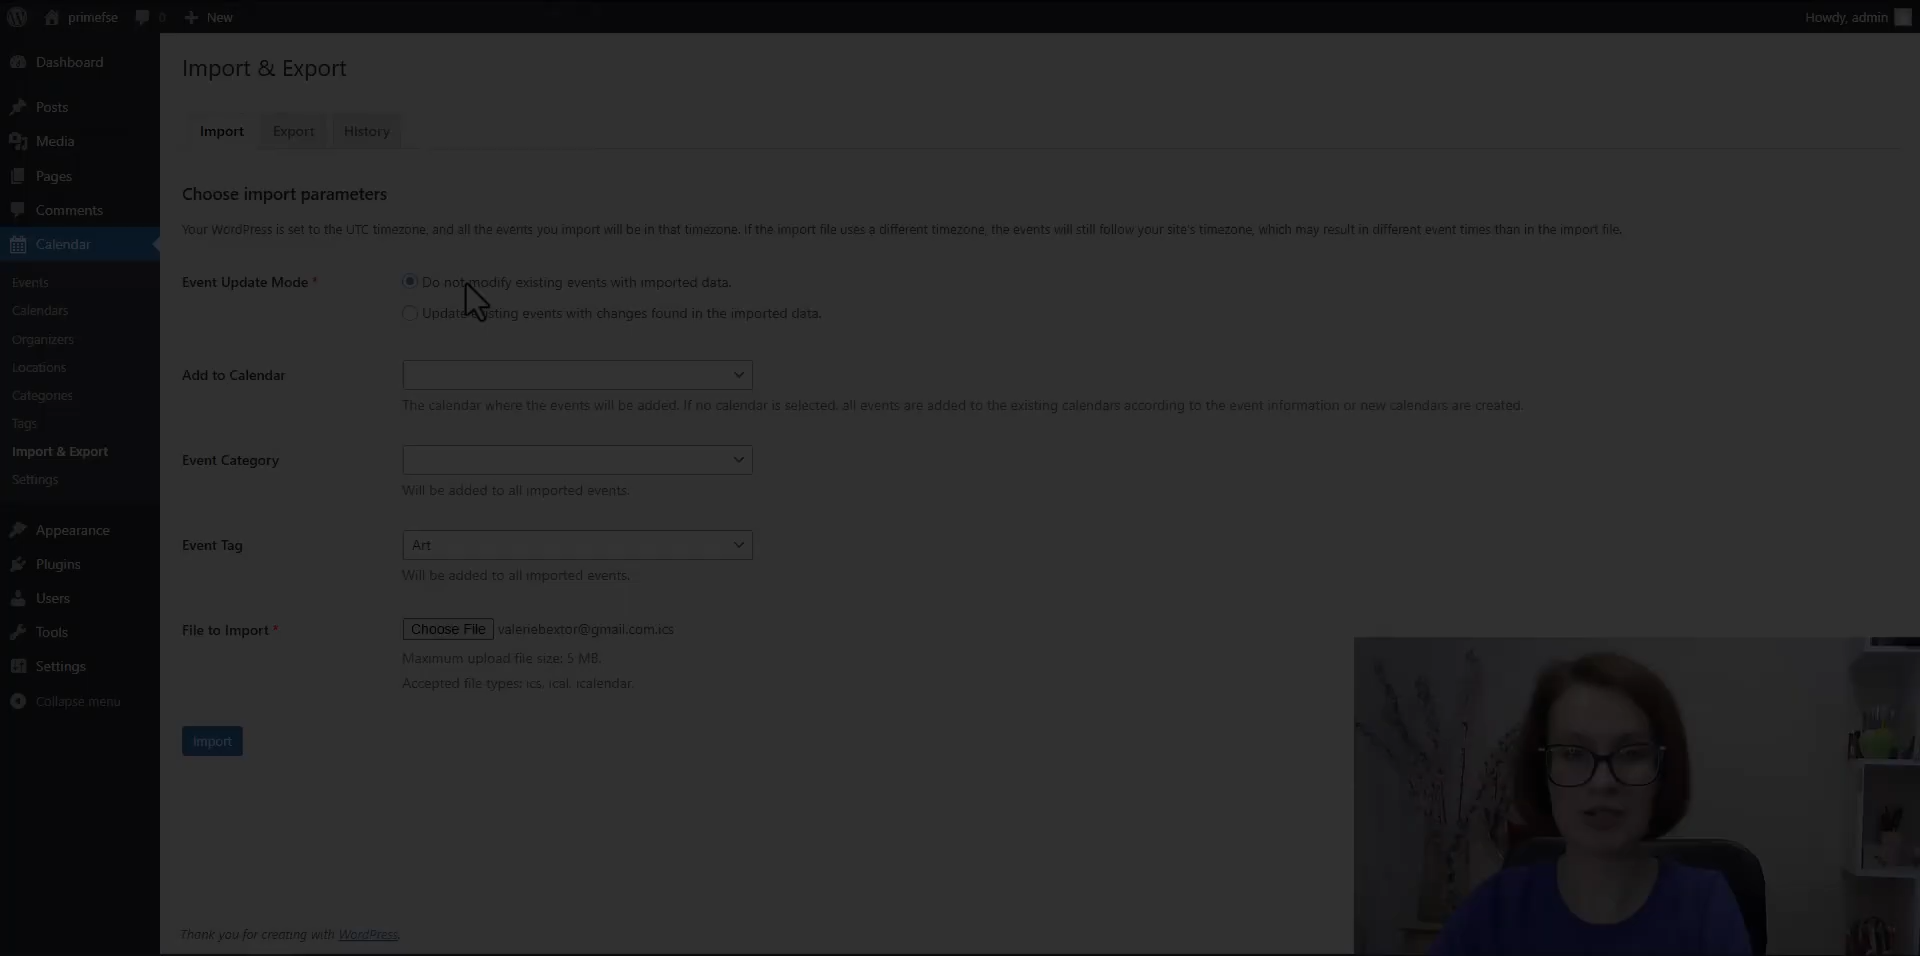 primefse
0
New
Howdy, admin
Dashboard
Posts
Media
Pages
Comments
Calendar
Events
Calendars
Organizers
Locations
Categories
Tags
Import & Export
Settings
Appearance
Plugins
Users
Tools
Settings
Collapse menu
Import & Export
Import
Export
History
Choose import parameters
Your WordPress is set to the UTC timezone, and all the events you import will be in that timezone. If the import file uses a different timezone, the events will still follow your site's timezone, which may result in different event times than in the import file.
Event Update Mode *
Do not modify existing events with imported data.
Update existing events with changes found in the imported data.
Add to Calendar
The calendar where the events will be added. If no calendar is selected, all events are added to the existing calendars according to the event information or new calendars are created.
Event Category
Will be added to all imported events.
Event Tag
Art
Will be added to all imported events.
File to Import *
Choose File valeriebextor@gmail.com.ics
Maximum upload file size: 5 MB.
Accepted file types: ics, ical, icalendar.
Import
Thank you for creating with WordPress.